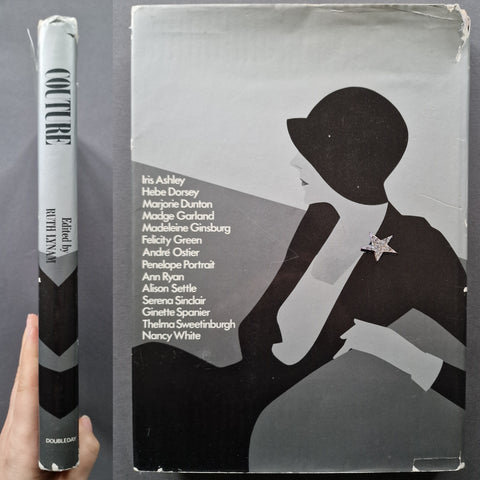 COUTURE
Edited by
RUTH LYNAM
DOUBLEDAY
Iris Ashley
Hebe Dorsey
Marjorie Dunton
Madge Garland
Madeleine Ginsburg
Felicity Green
André Ostier
Penelope Portrait
Ann Ryan
Alison Settle
Serena Sinclair
Ginette Spanier
Thelma Sweetinburgh
Nancy White